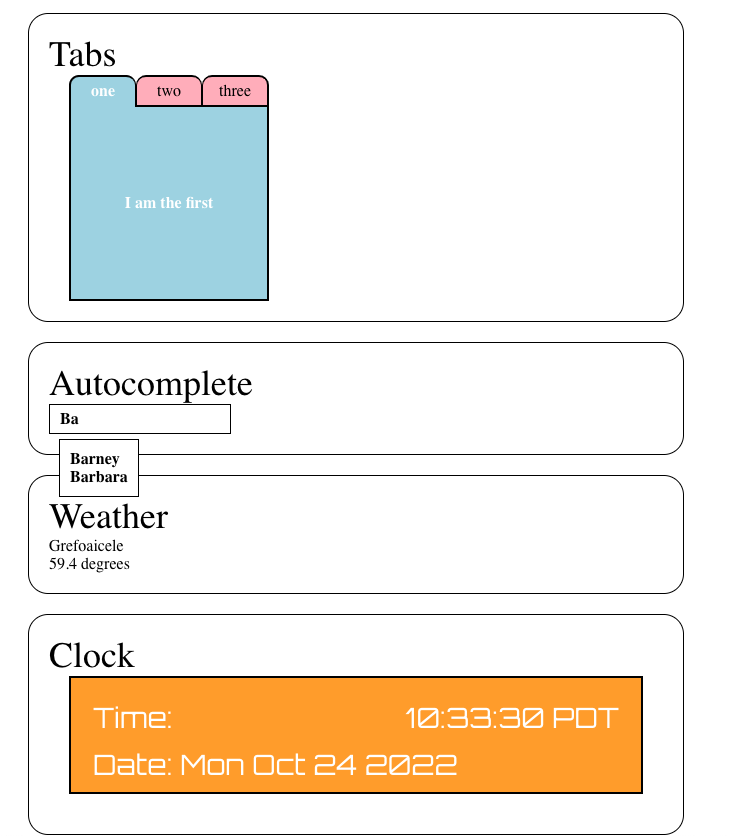 Tabs
one two three
I am the first
Autocomplete
Ba
Barney
Barbara
Weather
Grefoaicele
59.4 degrees
Clock
Time: 10:33:30 PDT
Date: Mon Oct 24 2022